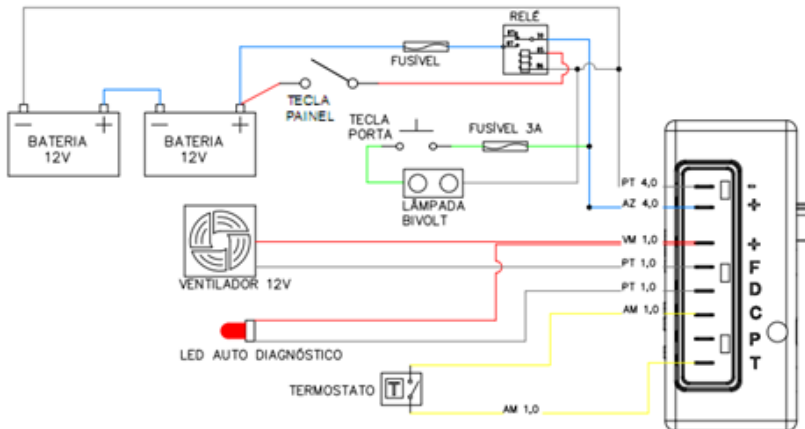 RELÉ
FUSÍVEL
TECLA
PAINEL
BATERIA
12V
BATERIA
12V
TECLA
PORTA
FUSÍVEL 3A
LÂMPADA
BIVOLT
VENTILADOR 12V
LED AUTO DIAGNÓSTICO
TERMOSTATO
T
PT 4,0
AZ 4,0
VM 1,0
PT 1,0
PT 1,0
AM 1,0
AM 1,0
-
+
+
F
D
C
P
T